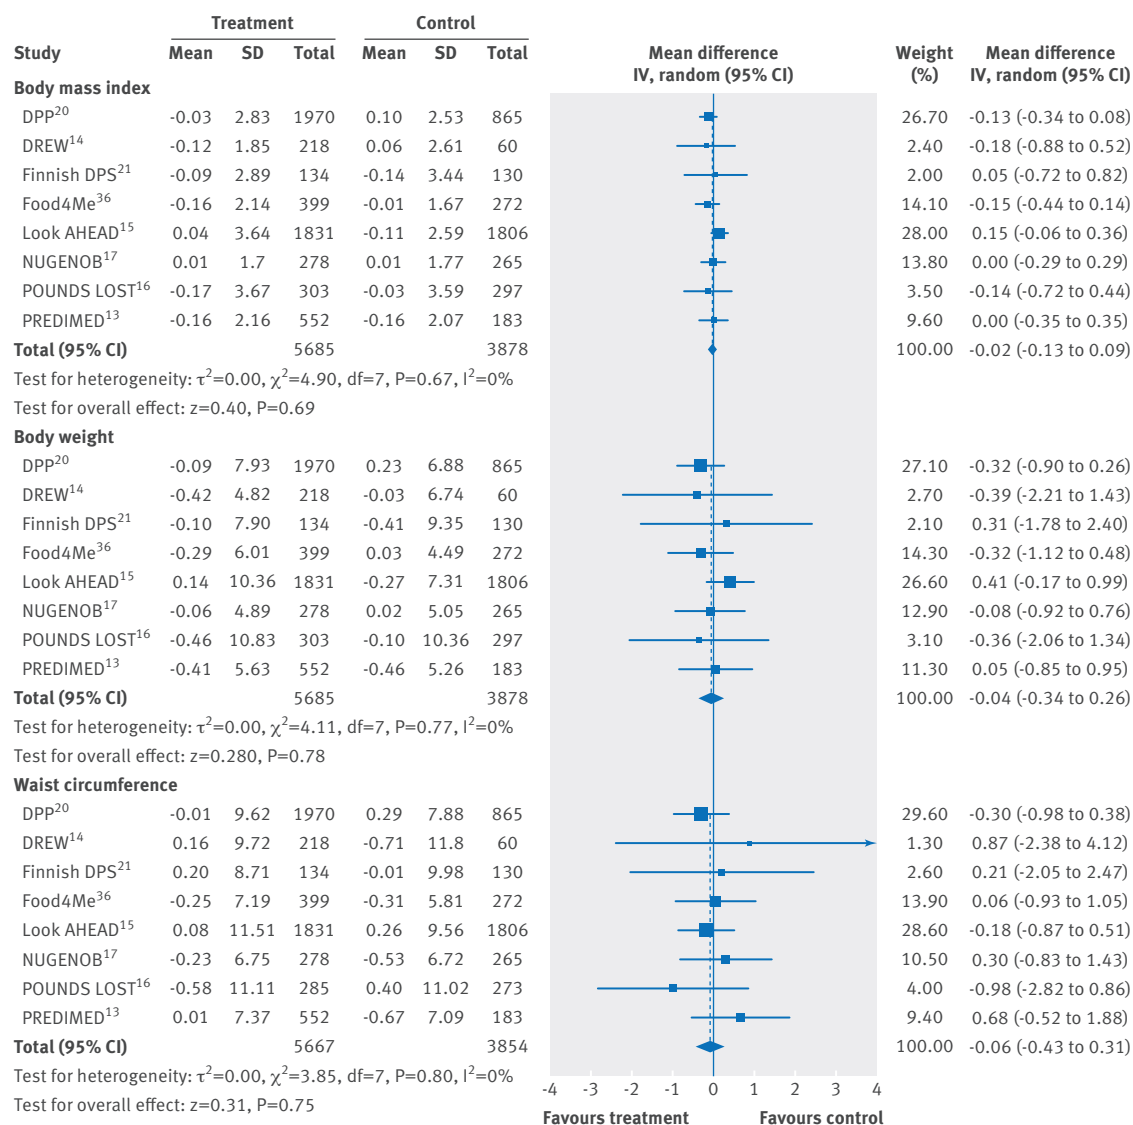 Treatment Control
Study Mean SD Total Mean SD Total Mean difference IV, random (95% CI) Weight (%) Mean difference IV, random (95% CI)
Body mass index
DPP20 -0.03 2.83 1970 0.10 2.53 865 26.70 -0.13 (-0.34 to 0.08)
DREW14 -0.12 1.85 218 0.06 2.61 60 2.40 -0.18 (-0.88 to 0.52)
Finnish DPS21 -0.09 2.89 134 -0.14 3.44 130 2.00 0.05 (-0.72 to 0.82)
Food4Me36 -0.16 2.14 399 -0.01 1.67 272 14.10 -0.15 (-0.44 to 0.14)
Look AHEAD15 0.04 3.64 1831 -0.11 2.59 1806 28.00 0.15 (-0.06 to 0.36)
NUGENOB17 0.01 1.7 278 0.01 1.77 265 13.80 0.00 (-0.29 to 0.29)
POUNDS LOST16 -0.17 3.67 303 -0.03 3.59 297 3.50 -0.14 (-0.72 to 0.44)
PREDIMED13 -0.16 2.16 552 -0.16 2.07 183 9.60 0.00 (-0.35 to 0.35)
Total (95% CI) 5685 3878 100.00 -0.02 (-0.13 to 0.09)
Test for heterogeneity: τ²=0.00, χ²=4.90, df=7, P=0.67, I²=0%
Test for overall effect: z=0.40, P=0.69
Body weight
DPP20 -0.09 7.93 1970 0.23 6.88 865 27.10 -0.32 (-0.90 to 0.26)
DREW14 -0.42 4.82 218 -0.03 6.74 60 2.70 -0.39 (-2.21 to 1.43)
Finnish DPS21 -0.10 7.90 134 -0.41 9.35 130 2.10 0.31 (-1.78 to 2.40)
Food4Me36 -0.29 6.01 399 0.03 4.49 272 14.30 -0.32 (-1.12 to 0.48)
Look AHEAD15 0.14 10.36 1831 -0.27 7.31 1806 26.60 0.41 (-0.17 to 0.99)
NUGENOB17 -0.06 4.89 278 0.02 5.05 265 12.90 -0.08 (-0.92 to 0.76)
POUNDS LOST16 -0.46 10.83 303 -0.10 10.36 297 3.10 -0.36 (-2.06 to 1.34)
PREDIMED13 -0.41 5.63 552 -0.46 5.26 183 11.30 0.05 (-0.85 to 0.95)
Total (95% CI) 5685 3878 100.00 -0.04 (-0.34 to 0.26)
Test for heterogeneity: τ²=0.00, χ²=4.11, df=7, P=0.77, I²=0%
Test for overall effect: z=0.280, P=0.78
Waist circumference
DPP20 -0.01 9.62 1970 0.29 7.88 865 29.60 -0.30 (-0.98 to 0.38)
DREW14 0.16 9.72 218 -0.71 11.8 60 1.30 0.87 (-2.38 to 4.12)
Finnish DPS21 0.20 8.71 134 -0.01 9.98 130 2.60 0.21 (-2.05 to 2.47)
Food4Me36 -0.25 7.19 399 -0.31 5.81 272 13.90 0.06 (-0.93 to 1.05)
Look AHEAD15 0.08 11.51 1831 0.26 9.56 1806 28.60 -0.18 (-0.87 to 0.51)
NUGENOB17 -0.23 6.75 278 -0.53 6.72 265 10.50 0.30 (-0.83 to 1.43)
POUNDS LOST16 -0.58 11.11 285 0.40 11.02 273 4.00 -0.98 (-2.82 to 0.86)
PREDIMED13 0.01 7.37 552 -0.67 7.09 183 9.40 0.68 (-0.52 to 1.88)
Total (95% CI) 5667 3854 100.00 -0.06 (-0.43 to 0.31)
Test for heterogeneity: τ²=0.00, χ²=3.85, df=7, P=0.80, I²=0%
Test for overall effect: z=0.31, P=0.75
-4 -3 -2 -1 0 1 2 3 4
Favours treatment Favours control